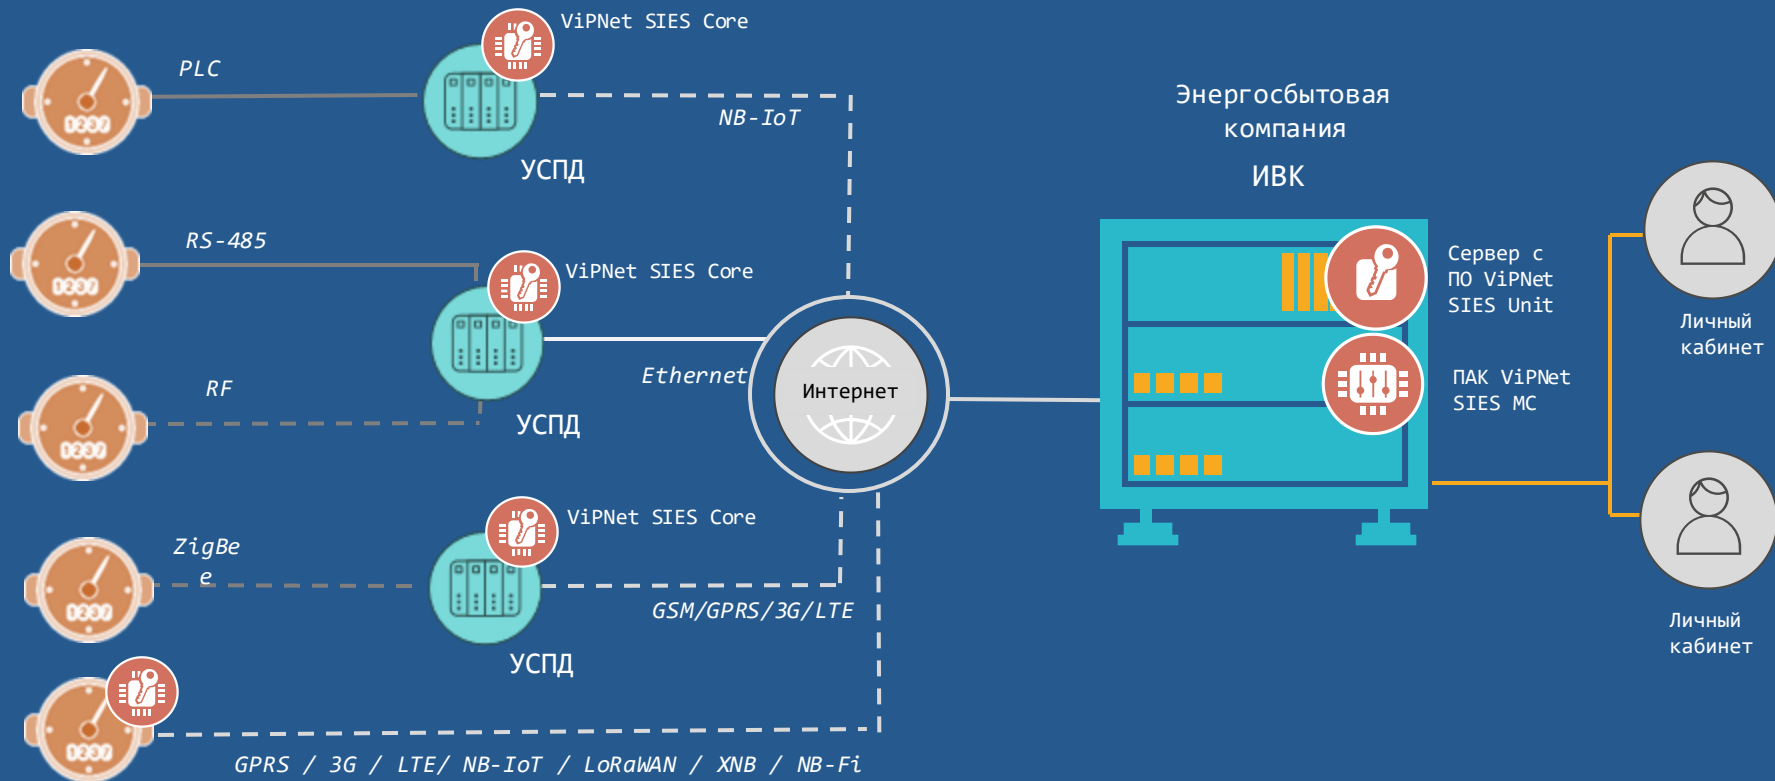 ViPNet SIES Core
PLC
NB-IoT
УСПД
Энергосбытовая
компания
ИВК
RS-485
ViPNet SIES Core
Сервер с
ПО ViPNet
SIES Unit
Личный
кабинет
RF
Ethernet
Интернет
УСПД
ПАК ViPNet
SIES MC
ViPNet SIES Core
ZigBe
e
GSM/GPRS/3G/LTE
УСПД
Личный
кабинет
GPRS / 3G / LTE/ NB-IoT / LoRaWAN / XNB / NB-Fi